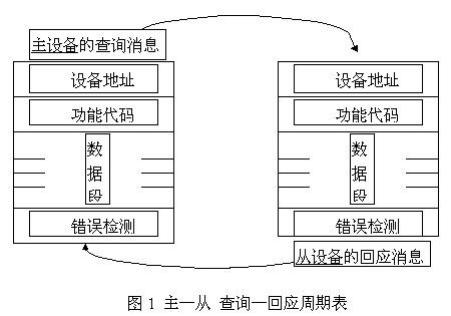 主设备的查询消息
设备地址
设备地址
功能代码
功能代码
数
据
段
数
据
段
错误检测
错误检测
从设备的回应消息
图 1 主一从 查询一回应周期表